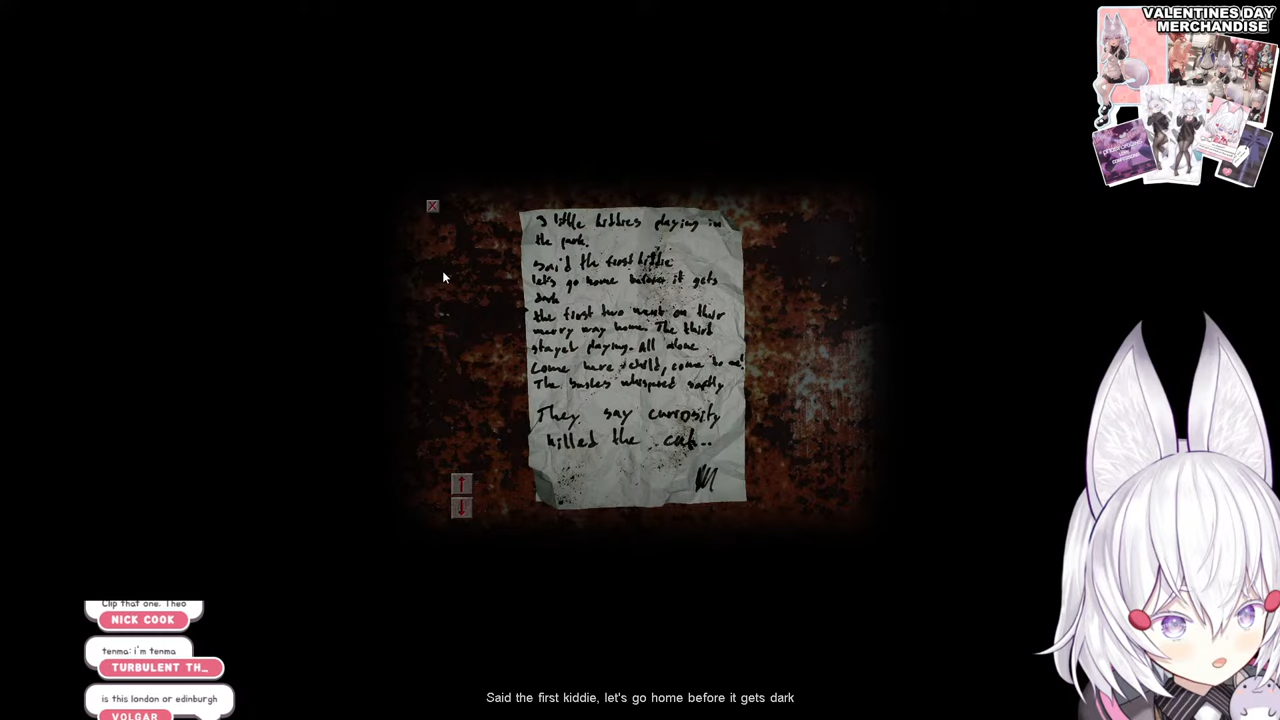 VALENTINES DAY
MERCHANDISE
3 little kiddies playing in
the park.
Said the first kiddie
let's go home before it gets
dark
the first two went on their
merry way home. The third
stayed playing. All alone
Come here child, come to me!
The bushes whispered softly
They say curiosity
killed the cat...
Clip that one. Theo
NICK COOK
tenma: i'm tenma
TURBULENT TH_
is this london or edinburgh
VOLGAR
Said the first kiddie, let's go home before it gets dark